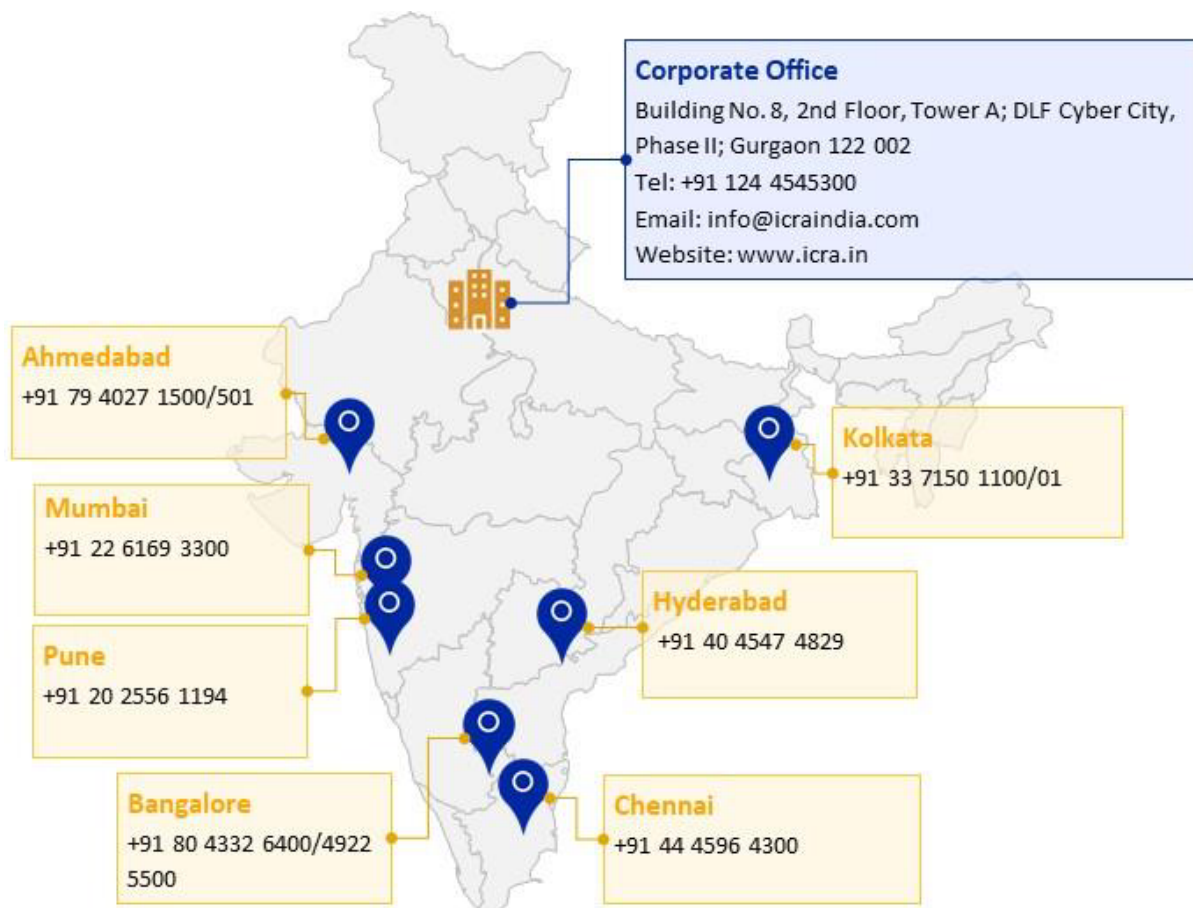 Corporate Office
Building No. 8, 2nd Floor, Tower A; DLF Cyber City,
Phase II; Gurgaon 122 002
Tel: +91 124 4545300
Email: info@icraindia.com
Website: www.icra.in
Ahmedabad
+91 79 4027 1500/501
Kolkata
+91 33 7150 1100/01
Mumbai
+91 22 6169 3300
Hyderabad
+91 40 4547 4829
Pune
+91 20 2556 1194
Bangalore
+91 80 4332 6400/4922
5500
Chennai
+91 44 4596 4300